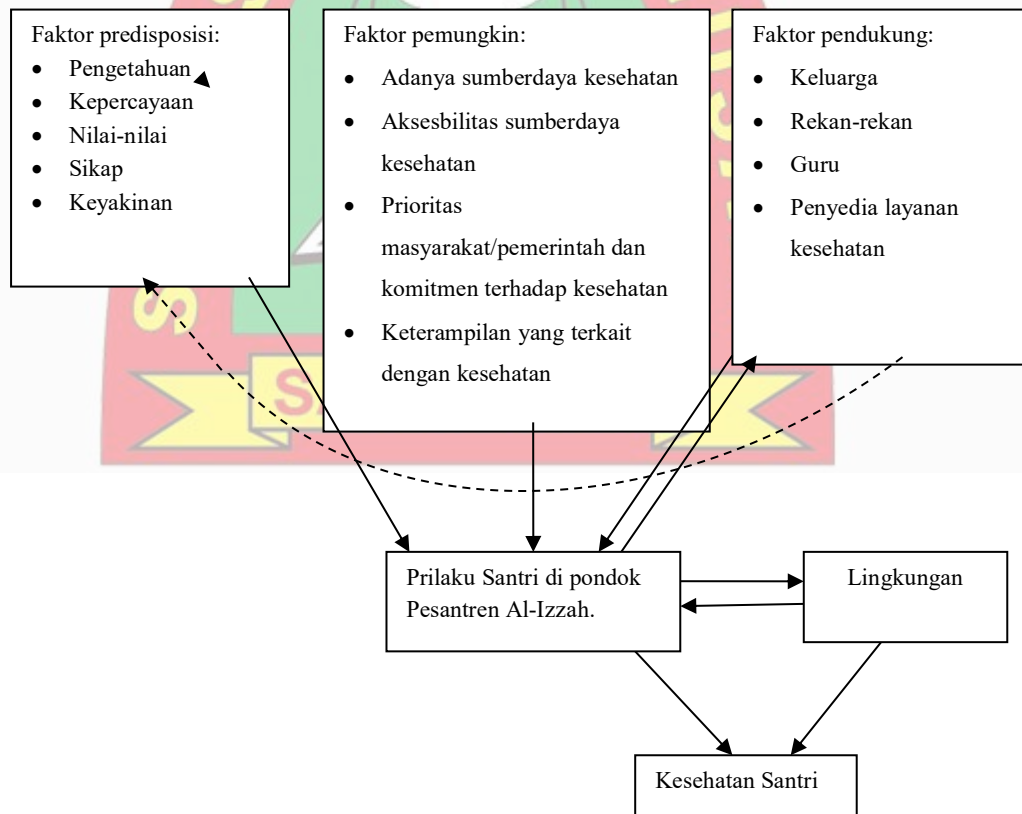 Faktor predisposisi:
• Pengetahuan
• Kepercayaan
• Nilai-nilai
• Sikap
• Keyakinan
Faktor pemungkin:
• Adanya sumberdaya kesehatan
• Aksesbilitas sumberdaya
kesehatan
• Prioritas
masyarakat/pemerintah dan
komitmen terhadap kesehatan
• Keterampilan yang terkait
dengan kesehatan
Faktor pendukung:
• Keluarga
• Rekan-rekan
• Guru
• Penyedia layanan
kesehatan
Prilaku Santri di pondok
Pesantren Al-Izzah.
Lingkungan
Kesehatan Santri